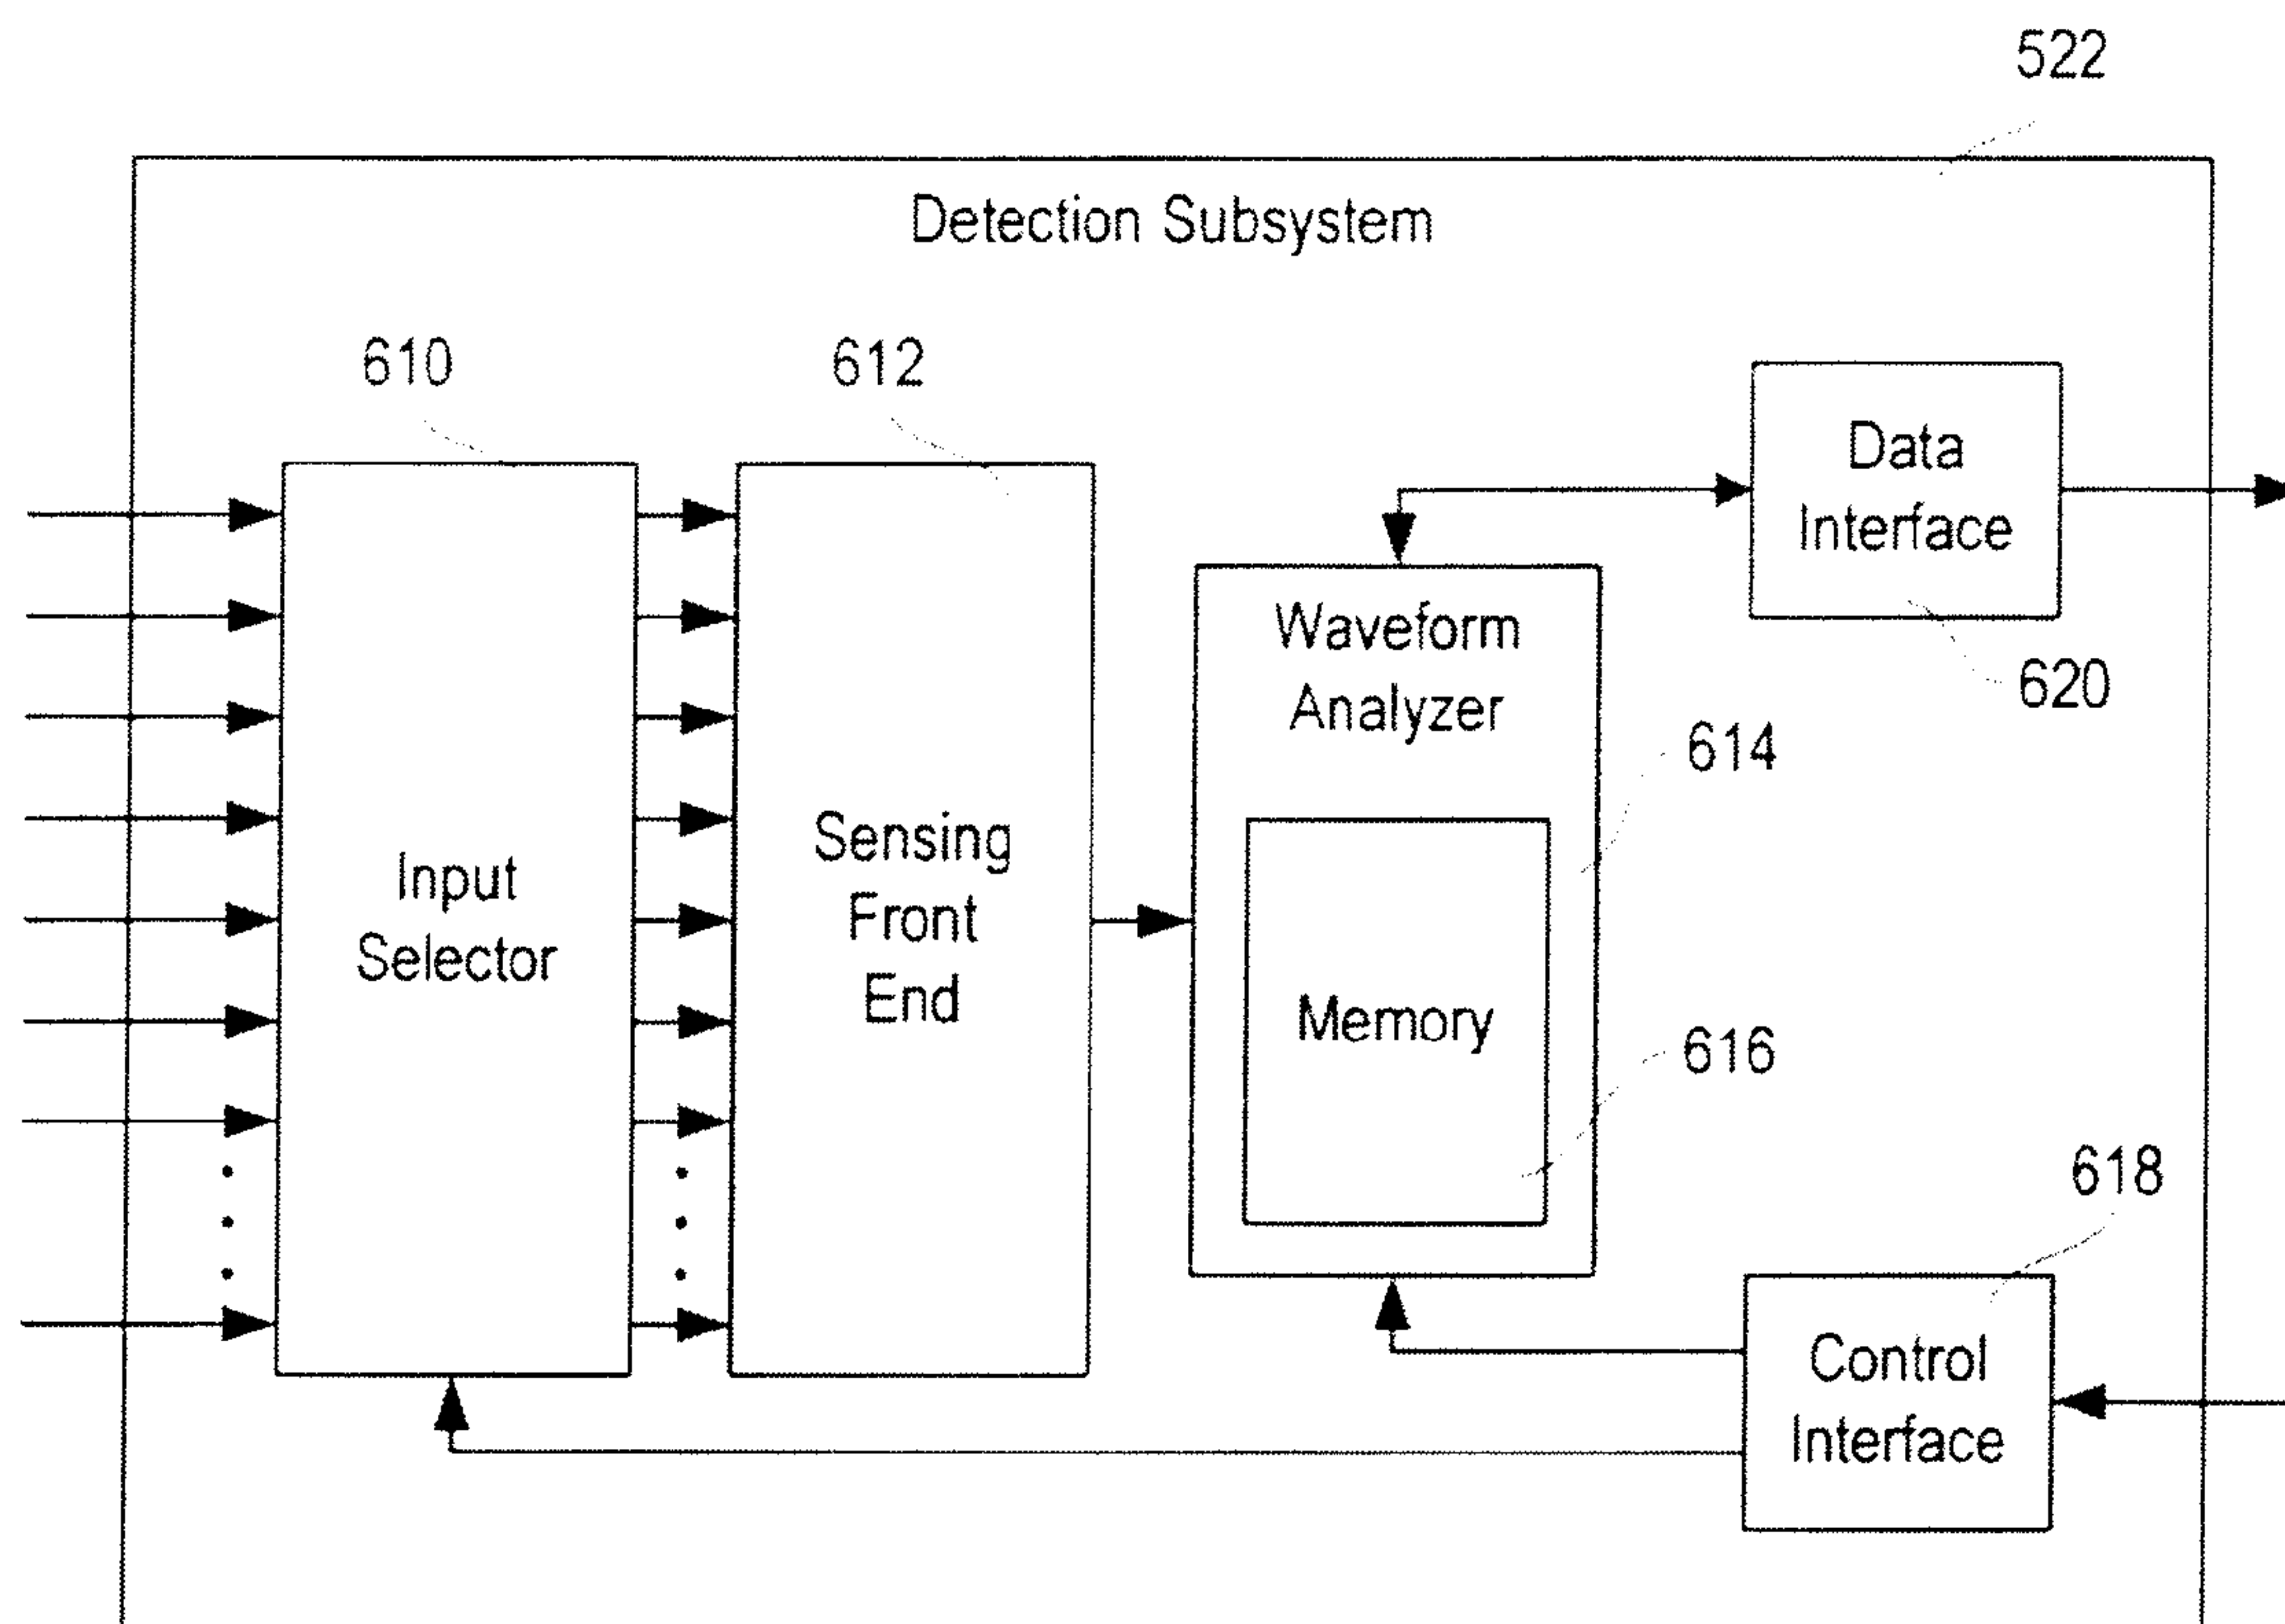 522
Detection Subsystem
610
612
Data
Interface
620
Waveform
Analyzer
614
Sensing
Front
End
Input
Selector
Memory
616
618
Control
Interface